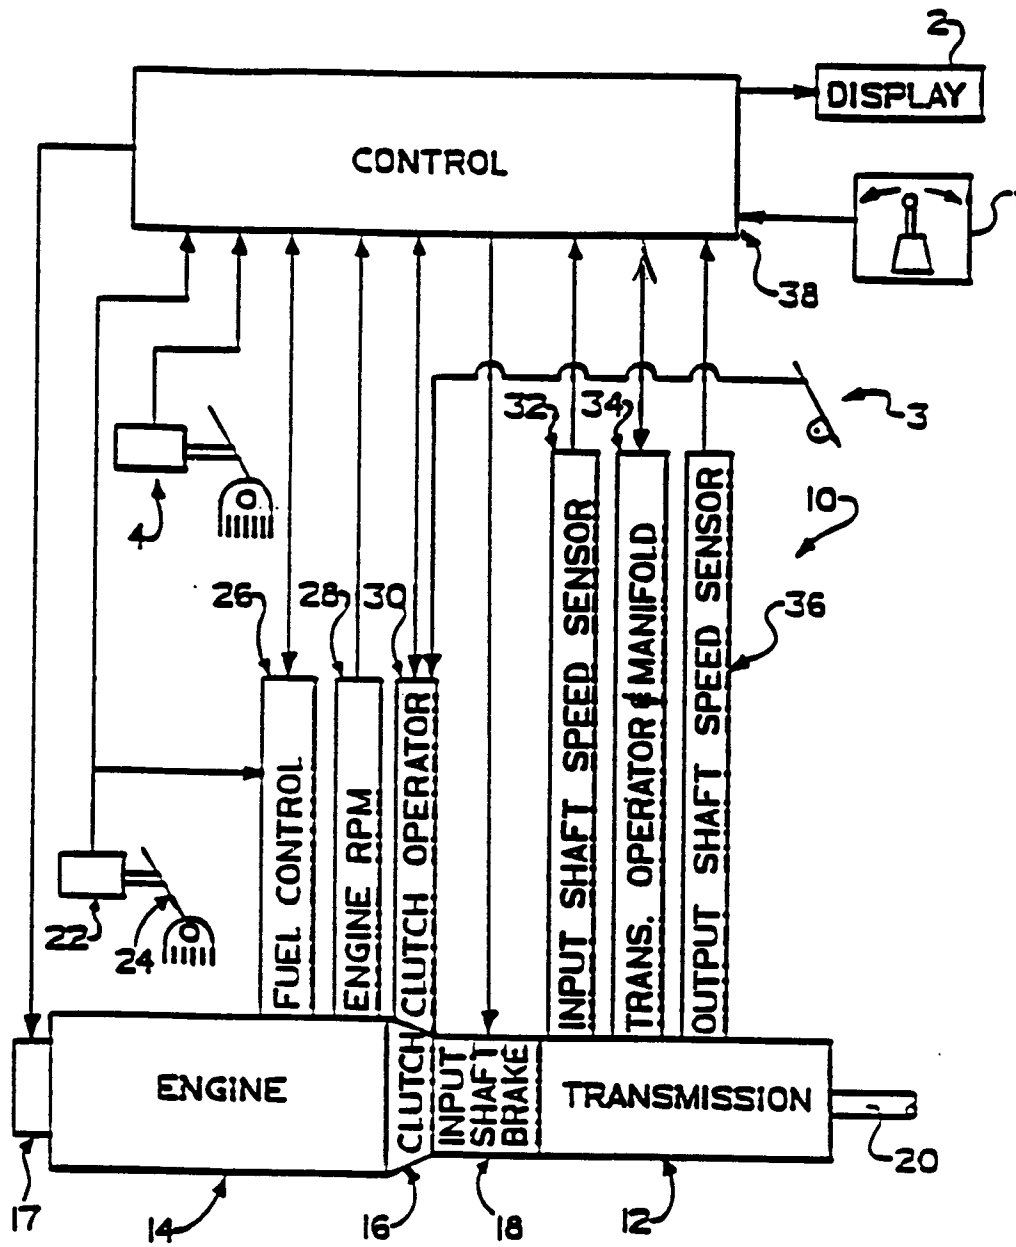 2
DISPLAY
CONTROL
38
3
32
34
4
10
26
28
30
36
INPUT SHAFT SPEED SENSOR
TRANS. OPERATOR & MANIFOLD
OUTPUT SHAFT SPEED SENSOR
FUEL CONTROL
ENGINE RPM
CLUTCH OPERATOR
22
24
ENGINE
CLUTCH
INPUT
SHAFT
BRAKE
TRANSMISSION
20
17
14
16
18
12